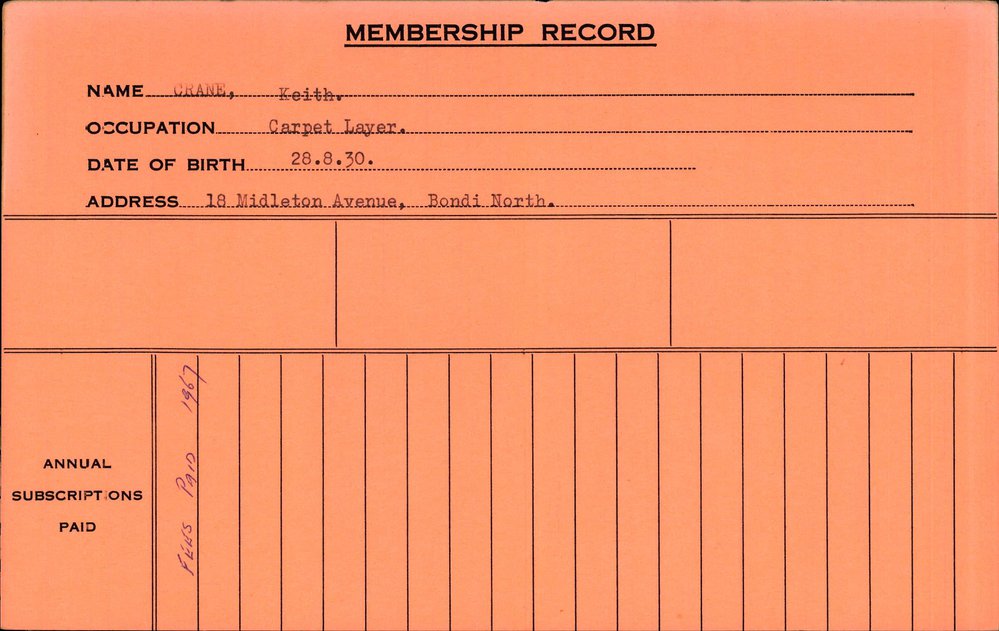 MEMBERSHIP RECORD
NAME CRANE, Keith.
OCCUPATION Carpet Layer.
DATE OF BIRTH 28.8.30.
ADDRESS 18 Midleton Avenue, Bondi North.
ANNUAL
SUBSCRIPTIONS
PAID
FEES PAID 1967